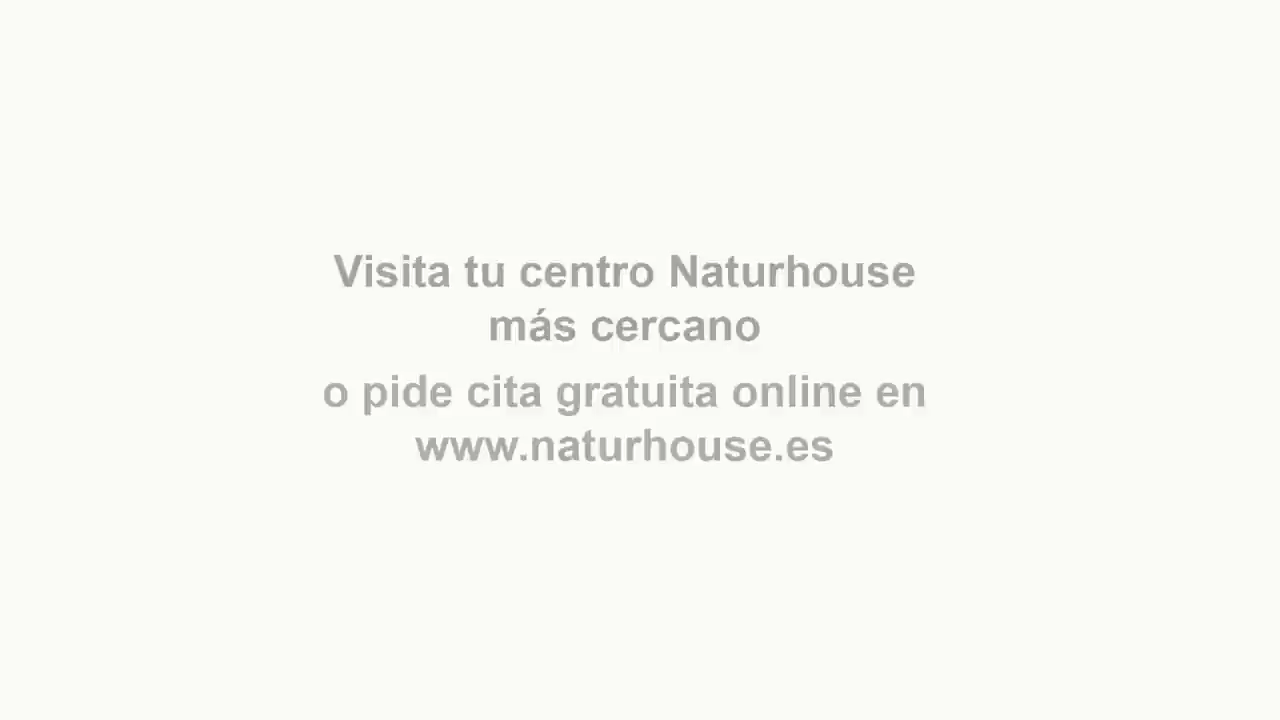 Visita tu centro Naturhouse
más cercano
o pide cita gratuita online en
www.naturhouse.es